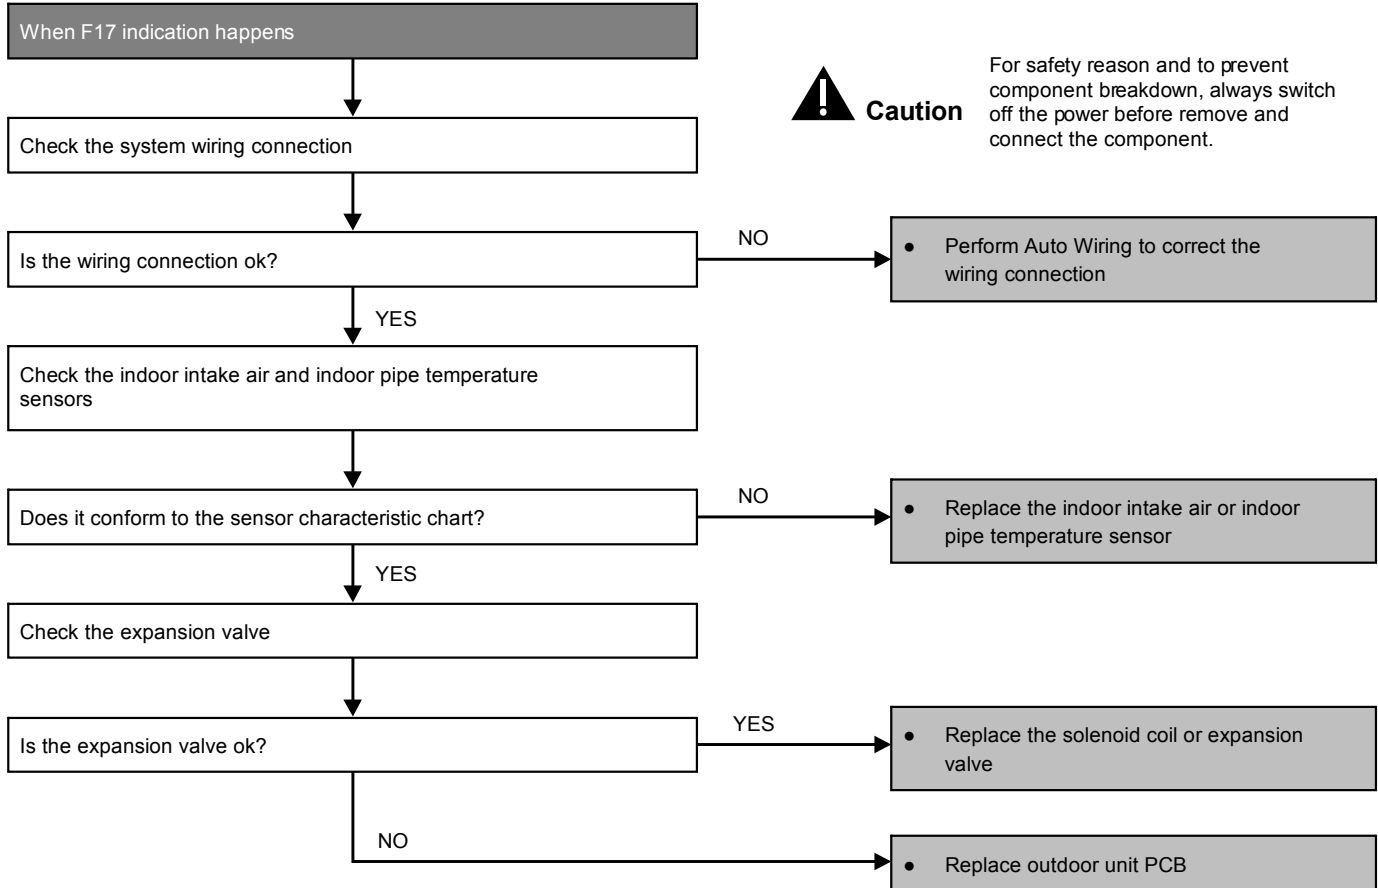 When F17 indication happens
Caution
For safety reason and to prevent
component breakdown, always switch
off the power before remove and
connect the component.
Check the system wiring connection
Is the wiring connection ok?
NO
● Perform Auto Wiring to correct the
wiring connection
YES
Check the indoor intake air and indoor pipe temperature
sensors
Does it conform to the sensor characteristic chart?
NO
● Replace the indoor intake air or indoor
pipe temperature sensor
YES
Check the expansion valve
Is the expansion valve ok?
YES
● Replace the solenoid coil or expansion
valve
NO
● Replace outdoor unit PCB